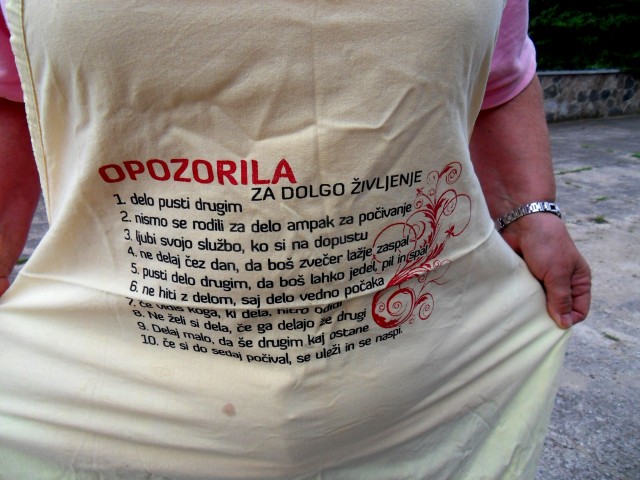 OPOZORILA
ZA DOLGO ŽIVLJENJE
1. delo pusti drugim
2. nismo se rodili za delo ampak za počivanje
3. ljubi svojo službo, ko si na dopustu
4. ne delaj čez dan, da boš zvečer lažje zaspal
5. pusti delo drugim, da boš lahko jedel, pil in spal
6. ne hiti z delom, saj delo vedno počaka
7. če vidiš koga, ki dela, hitro odidi
8. Ne želi si dela, če ga delajo že drugi
9. Delaj malo, da še drugim kaj ostane
10. če si do sedaj počival, se uleži in se naspi.